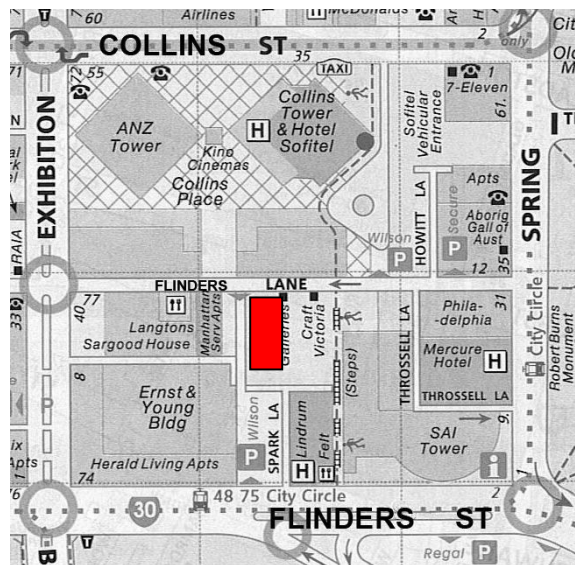 60
Airlines
McDonalds
2
COLLINS ST
only
Old
35
TAXI
71
72
55
1
7-Eleven
61.
ANZ
Tower
Collins
Tower
& Hotel
Sofitel
Sofitel
Vehicular
Entrance
Kino
Cinemas
Collins
Place
EXHIBITION
SPRING
HOWITT LA
Secure
P
Apts
Aborig
Gall of
Aust
35
12
Wilson
P
RAIA
FLINDERS LANE
33
40
77
Langtons
Sargood House
Manhattan
Serv Apts
Galleries
Craft
Victoria
(Steps)
THROSSELL LA
31
Phila-
delphia
Mercure
Hotel
H
THROSSELL LA
City Circle
Robert Burns
Monument
8
Ernst &
Young
Bldg
Herald Living Apts
74
P
Wilson
P
SPARK LA
Lindrum
H
Felt
9.
SAI
Tower
i
Apts
1
76
2
1
30
48 75 City Circle
FLINDERS ST
B
T
Regal P